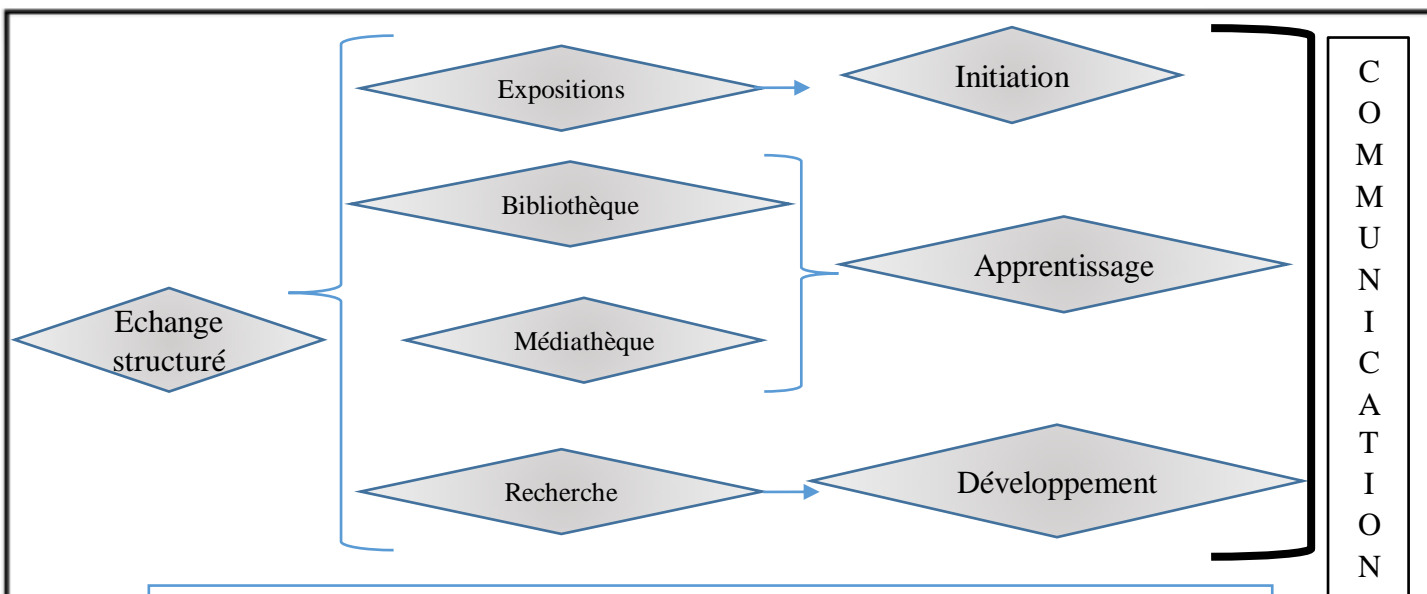 Expositions
Initiation
Bibliothèque
Apprentissage
Médiathèque
Echange
structuré
Recherche
Développement
C
O
M
M
U
N
I
C
A
T
I
O
N